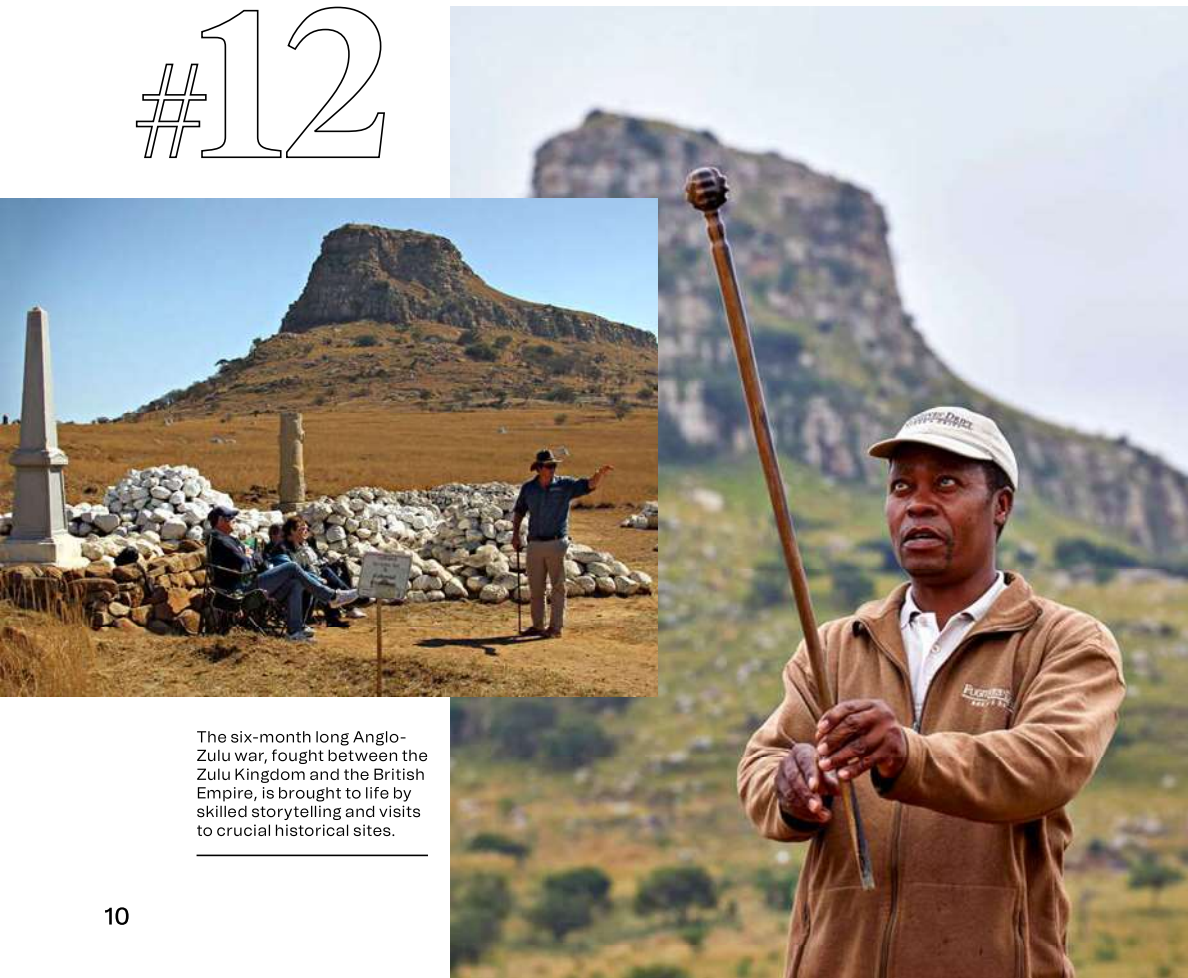 #12
The six-month long Anglo-
Zulu war, fought between the
Zulu Kingdom and the British
Empire, is brought to life by
skilled storytelling and visits
to crucial historical sites.
10